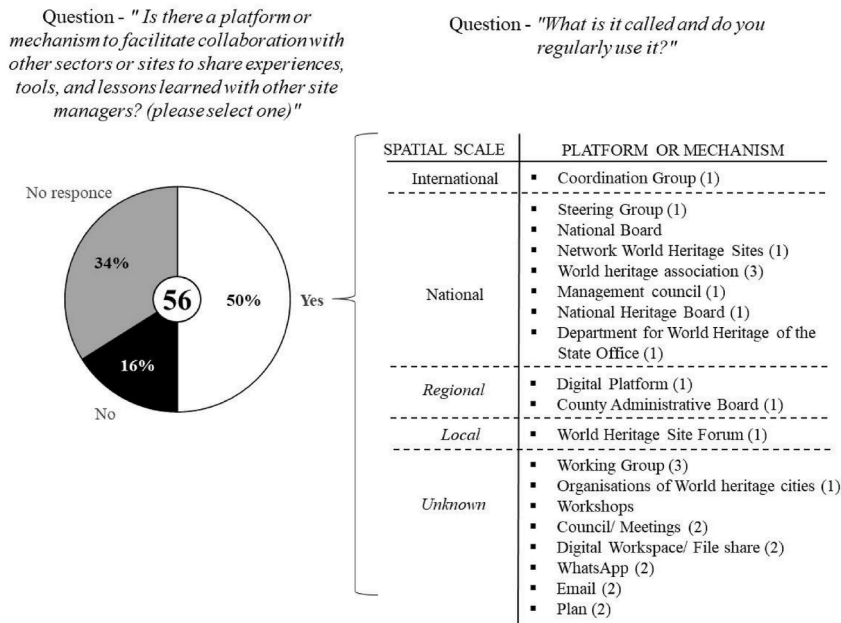 Question - " Is there a platform or
mechanism to facilitate collaboration with
other sectors or sites to share experiences,
tools, and lessons learned with other site
managers? (please select one)"
No responce
34%
56
50%
Yes
16%
No
Question - "What is it called and do you
regularly use it?"
SPATIAL SCALE PLATFORM OR MECHANISM
International ▪ Coordination Group (1)
▪ Steering Group (1)
▪ National Board
▪ Network World Heritage Sites (1)
▪ World heritage association (3)
National ▪ Management council (1)
▪ National Heritage Board (1)
▪ Department for World Heritage of the
State Office (1)
Regional ▪ Digital Platform (1)
▪ County Administrative Board (1)
Local ▪ World Heritage Site Forum (1)
▪ Working Group (3)
▪ Organisations of World heritage cities (1)
Unknown ▪ Workshops
▪ Council/ Meetings (2)
▪ Digital Workspace/ File share (2)
▪ WhatsApp (2)
▪ Email (2)
▪ Plan (2)